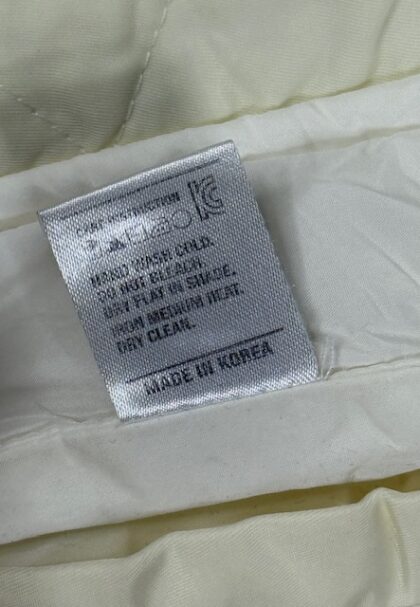 CARE INSTRUCTION
HAND WASH COLD.
DO NOT BLEACH.
DRY FLAT IN SHADE.
IRON MEDIUM HEAT.
DRY CLEAN.
MADE IN KOREA